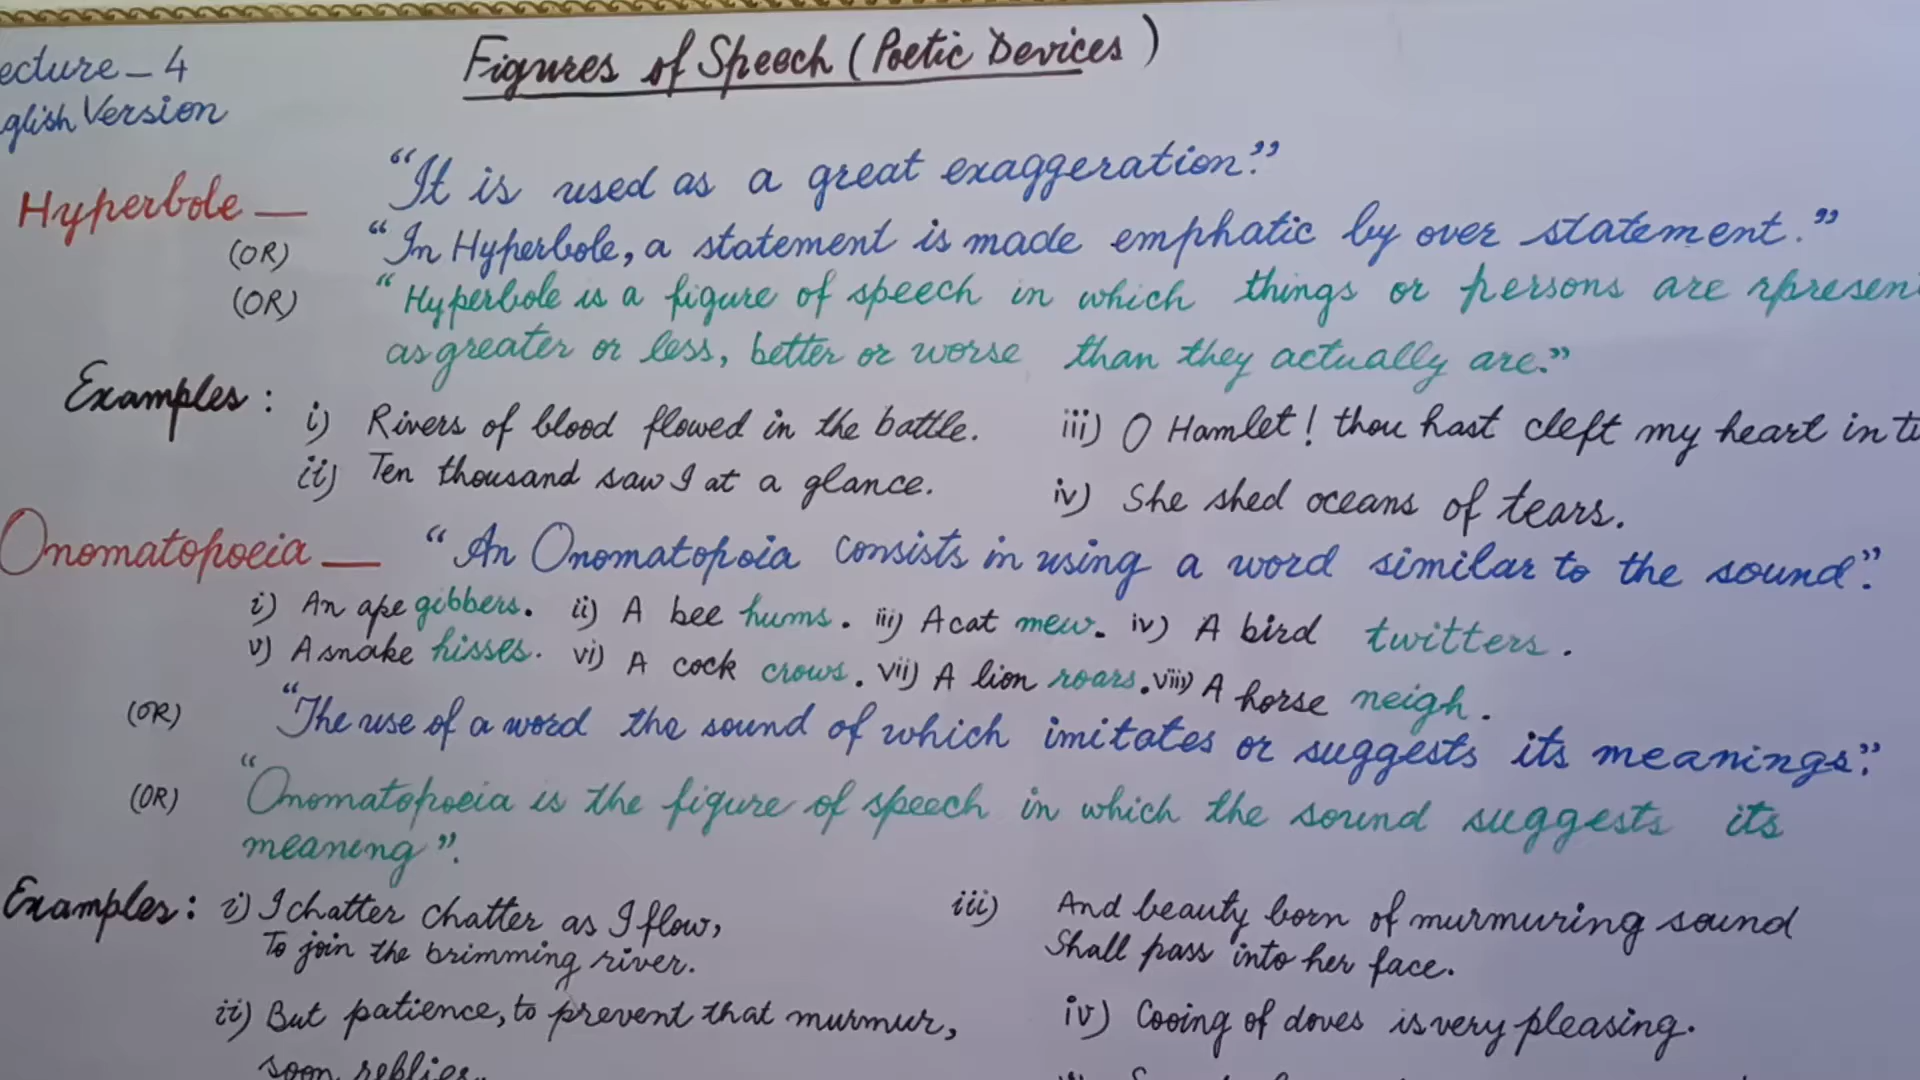 ecture - 4
Figures of Speech (Poetic Devices)
glish Version
Hyperbole — "It is used as a great exaggeration."
(OR) "In Hyperbole, a statement is made emphatic by over statement."
(OR) "Hyperbole is a figure of speech in which things or persons are rpresent
as greater or less, better or worse than they actually are."
Examples: i) Rivers of blood flowed in the battle. iii) O Hamlet! thou hast cleft my heart in
ii) Ten thousand saw I at a glance. iv) She shed oceans of tears.
Onomatopoeia — "An Onomatopoia consists in using a word similar to the sound".
i) An ape gibbers. ii) A bee hums. iii) A cat mew. iv) A bird twitters.
v) A snake hisses. vi) A cock crows. vii) A lion roars. viii) A horse neigh.
(OR) "The use of a word the sound of which imitates or suggests its meanings".
(OR) "Onomatopoeia is the figure of speech in which the sound suggests its
meaning".
Examples: i) I chatter chatter as I flow, iii) And beauty born of murmuring sound
To join the brimming river. Shall pass into her face.
ii) But patience, to prevent that murmur, iv) Cooing of doves is very pleasing.
soon